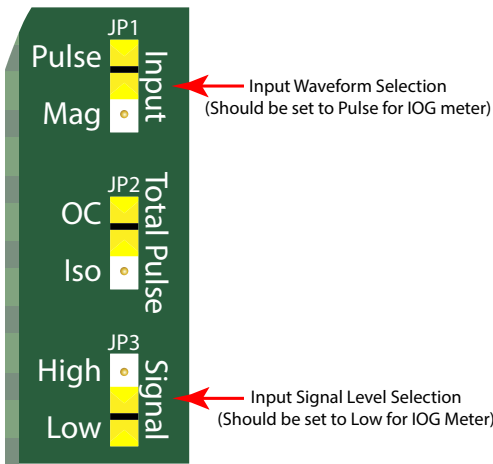 JP1
Pulse
Mag
Input
Input Waveform Selection
(Should be set to Pulse for IOG meter)
JP2
OC
Iso
Total Pulse
JP3
High
Low
Signal
Input Signal Level Selection
(Should be set to Low for IOG Meter)